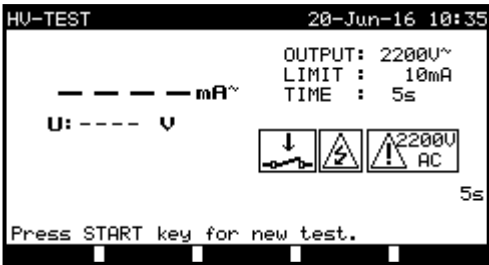 HV-TEST 20-Jun-16 10:35
OUTPUT: 2200V~
LIMIT : 10mA
TIME : 5s
– – – – mA~
U:---- V
2200V
AC
5s
Press START key for new test.